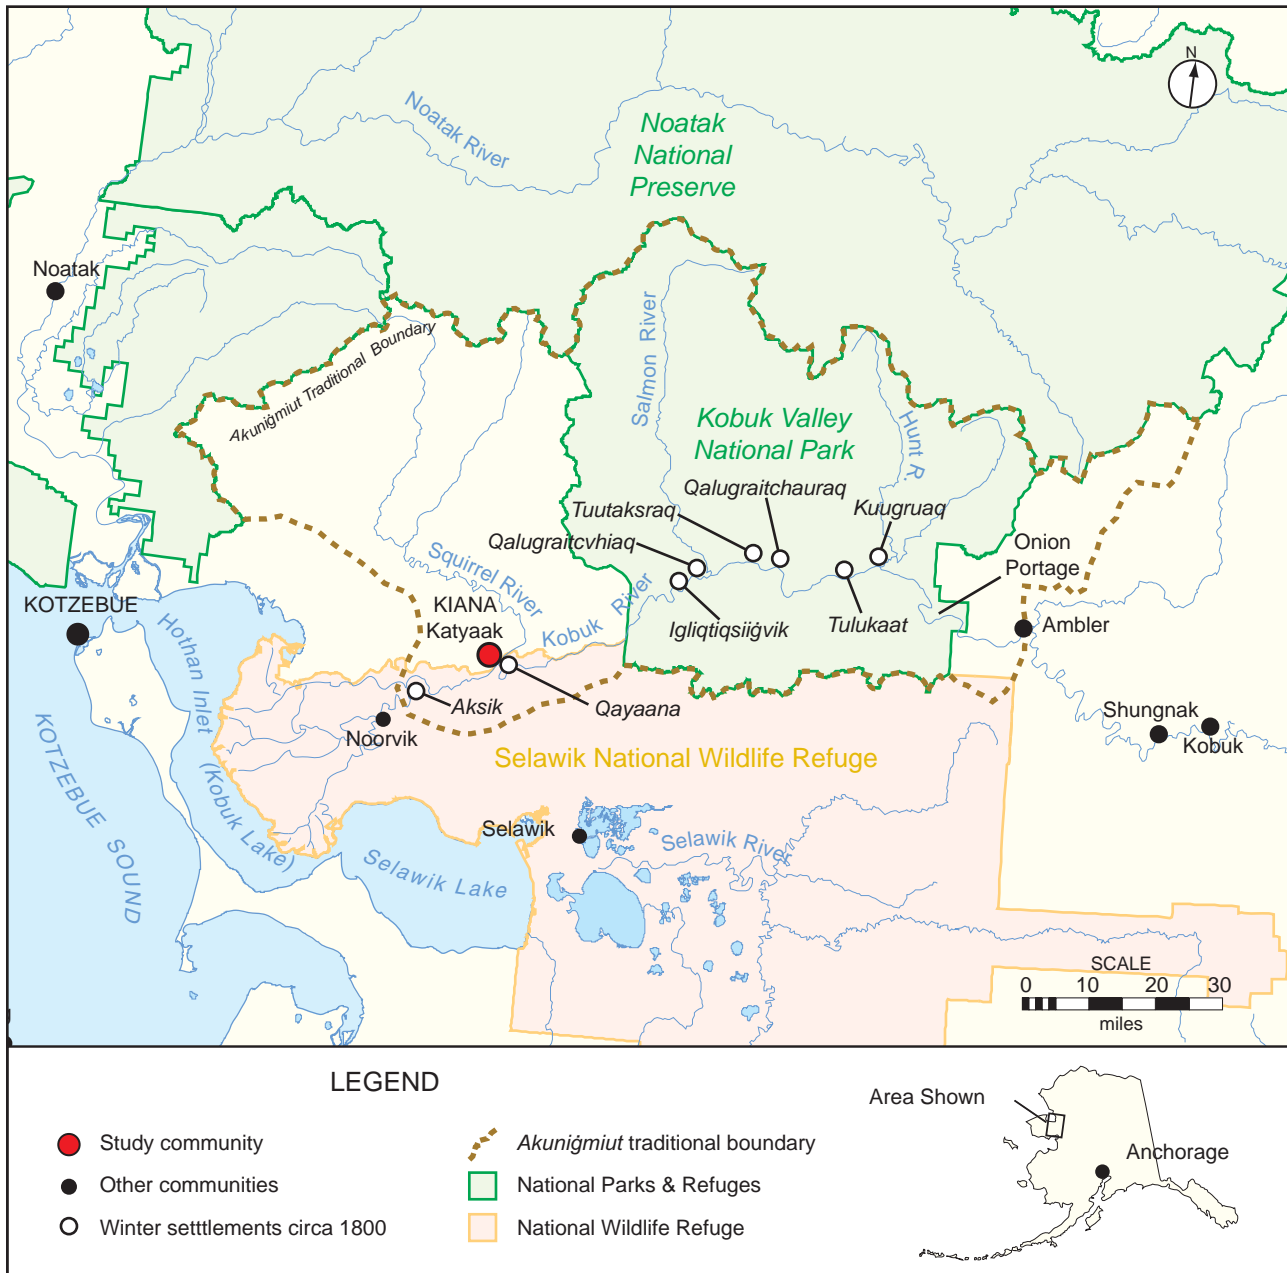 N
Noatak River
Noatak
National
Preserve
Noatak
Akuniġmiut Traditional Boundary
Salmon River
Kobuk Valley
National Park
Hunt R.
Qalugraitchauraq
Tuutaksraq
Kuugruaq
Qalugraitcvhiaq
Onion
Portage
Squirrel River
KOTZEBUE
KIANA
Katyaak
Kobuk River
Igliqtiqsiiġvik
Tulukaat
Ambler
Hothan Inlet
(Kobuk Lake)
Aksik
Qayaana
Noorvik
Shungnak
Kobuk
KOTZEBUE SOUND
Selawik National Wildlife Refuge
Selawik
Selawik River
Selawik Lake
SCALE
0 10 20 30
miles
LEGEND
Study community
Other communities
Winter setttlements circa 1800
Akuniġmiut traditional boundary
National Parks & Refuges
National Wildlife Refuge
Area Shown
Anchorage